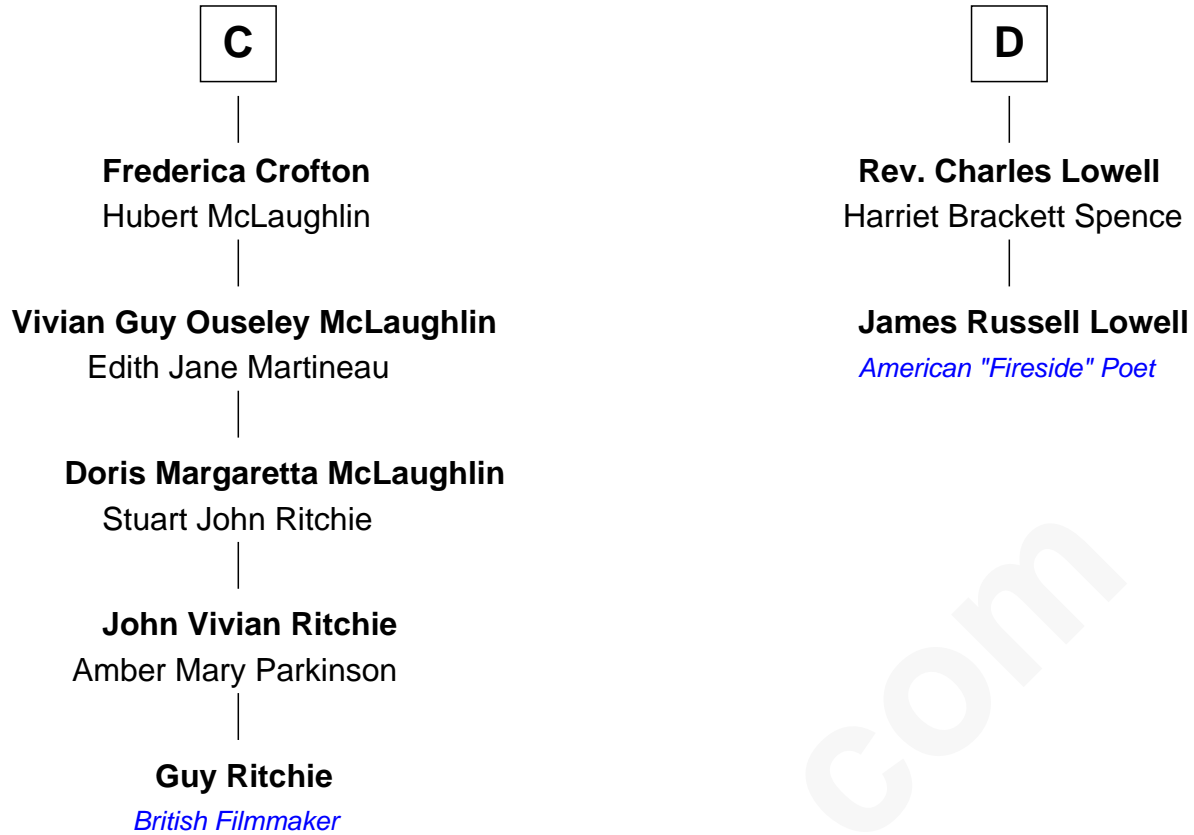 C
Frederica Crofton
Hubert McLaughlin
Vivian Guy Ouseley McLaughlin
Edith Jane Martineau
Doris Margaretta McLaughlin
Stuart John Ritchie
John Vivian Ritchie
Amber Mary Parkinson
Guy Ritchie
British Filmmaker
D
Rev. Charles Lowell
Harriet Brackett Spence
James Russell Lowell
American "Fireside" Poet
com